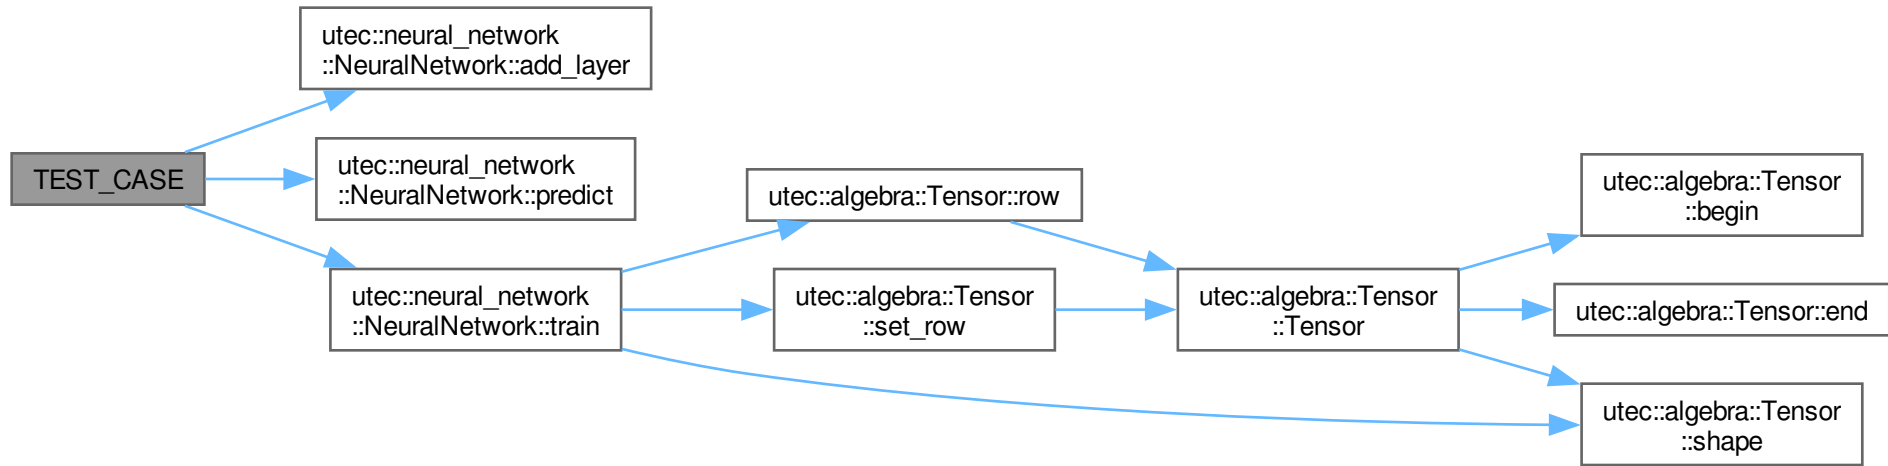 utec::neural_network
::NeuralNetwork::add_layer
TEST_CASE
utec::neural_network
::NeuralNetwork::predict
utec::neural_network
::NeuralNetwork::train
utec::algebra::Tensor::row
utec::algebra::Tensor
::set_row
utec::algebra::Tensor
::Tensor
utec::algebra::Tensor
::begin
utec::algebra::Tensor::end
utec::algebra::Tensor
::shape